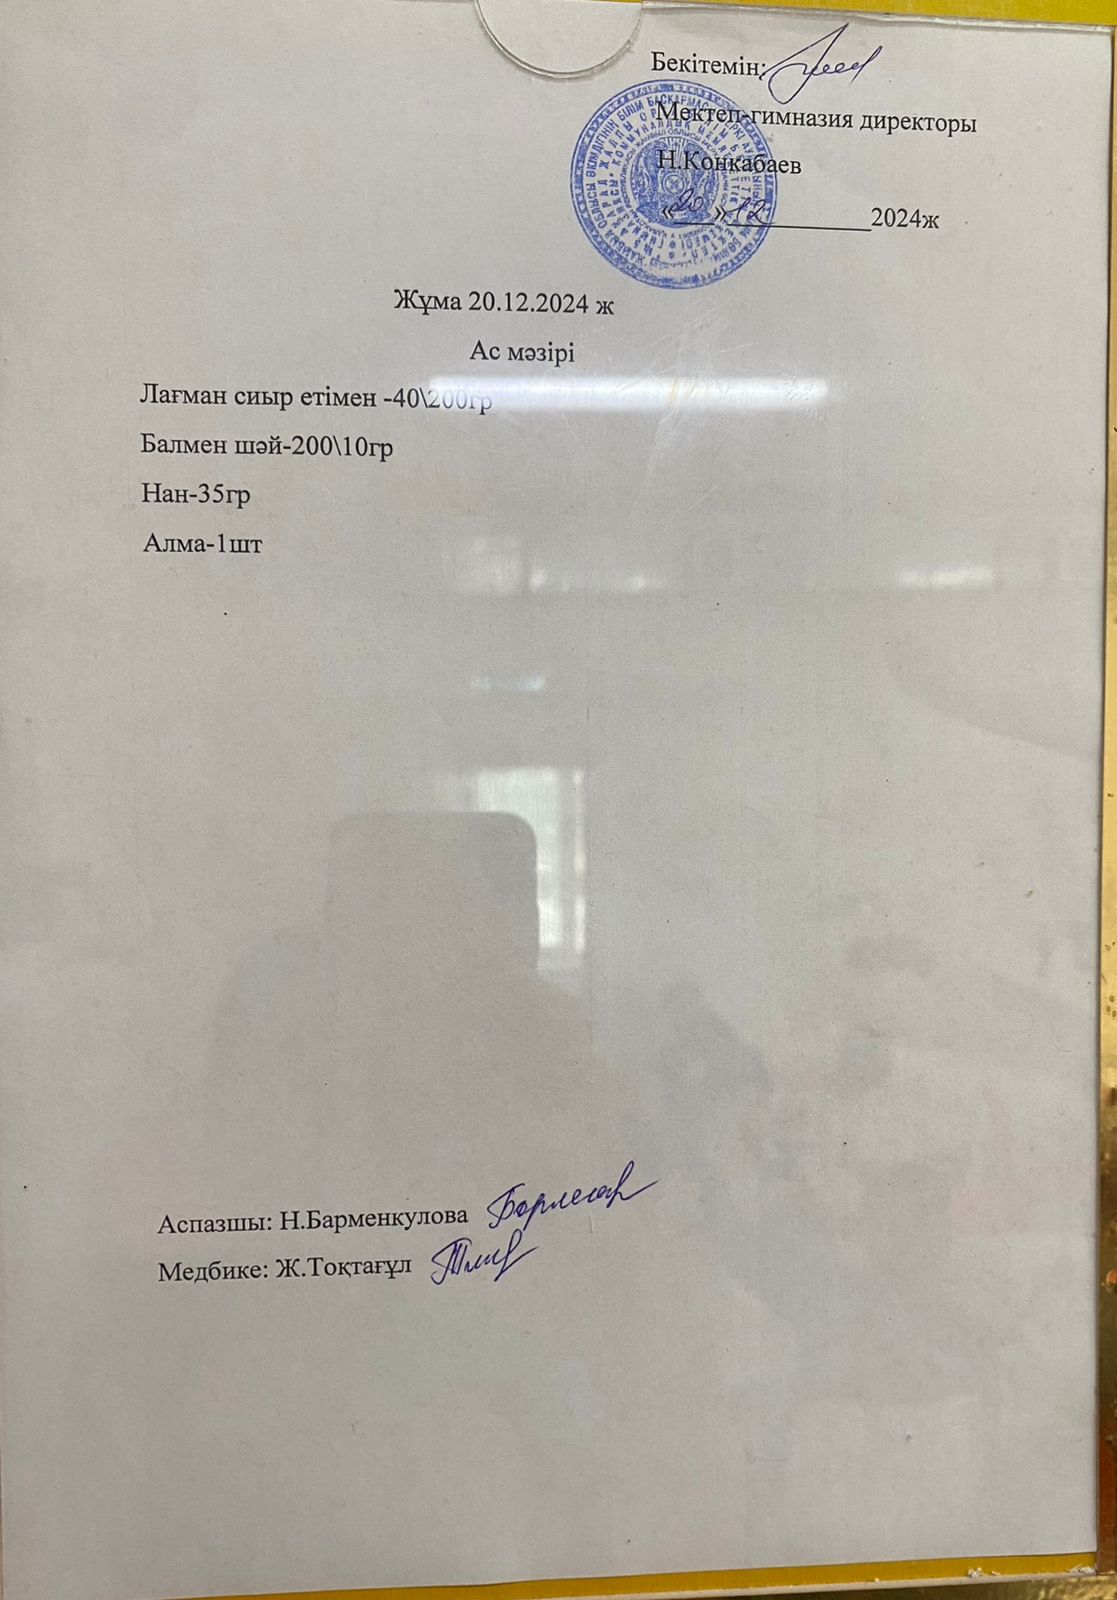 Бекітемін:
Мектеп-гимназия директоры
Н.Конкабаев
«20» 12 2024ж
Жұма 20.12.2024 ж
Ас мәзірі
Лағман сиыр етімен -40\200гр
Балмен шәй-200\10гр
Нан-35гр
Алма-1шт
Аспазшы: Н.Барменкулова
Медбике: Ж.Тоқтағұл